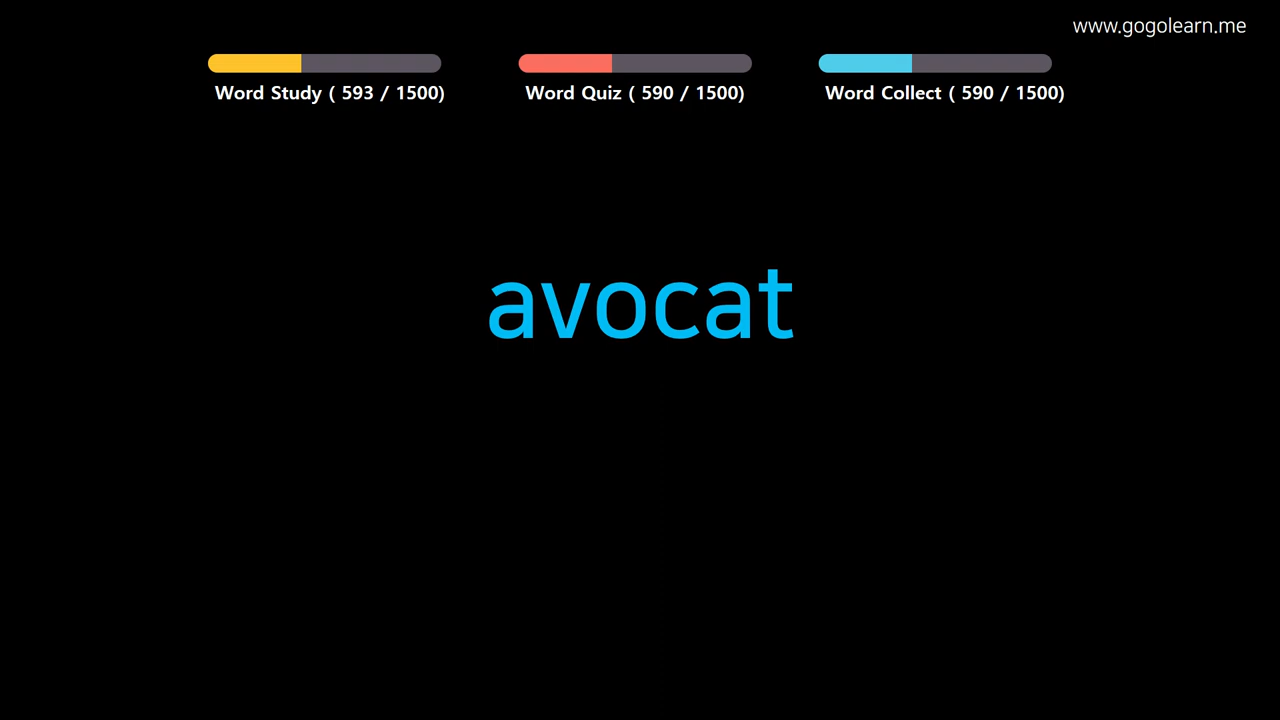 www.gogolearn.me
Word Study ( 593 / 1500)
Word Quiz ( 590 / 1500)
Word Collect ( 590 / 1500)
avocat